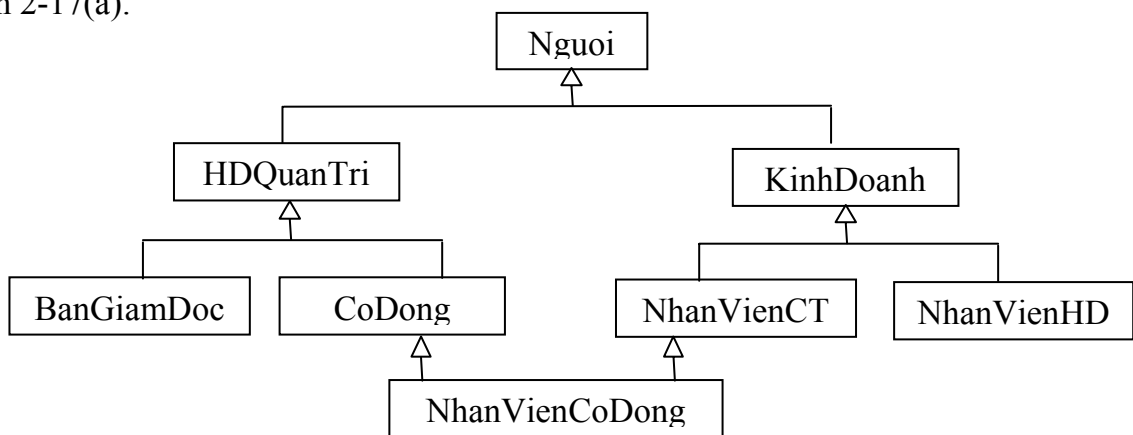 2-17(a).
Nguoi
HDQuanTri
KinhDoanh
BanGiamDoc
CoDong
NhanVienCT
NhanVienHD
NhanVienCoDong